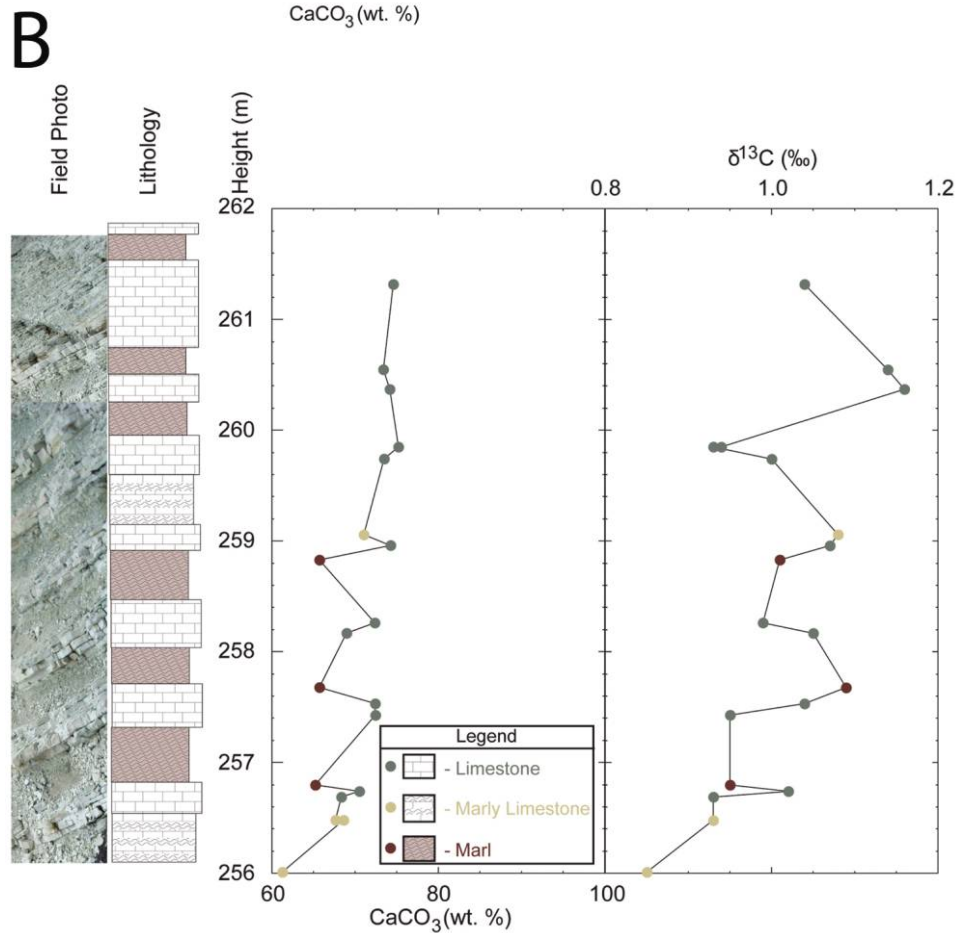 CaCO3 (wt. %)
B
Field Photo
Lithology
Height (m)
δ13C (‰)
0.8 1.0 1.2
262
261
260
259
258
257
256
Legend
- Limestone
- Marly Limestone
- Marl
60 80 100
CaCO3 (wt. %)